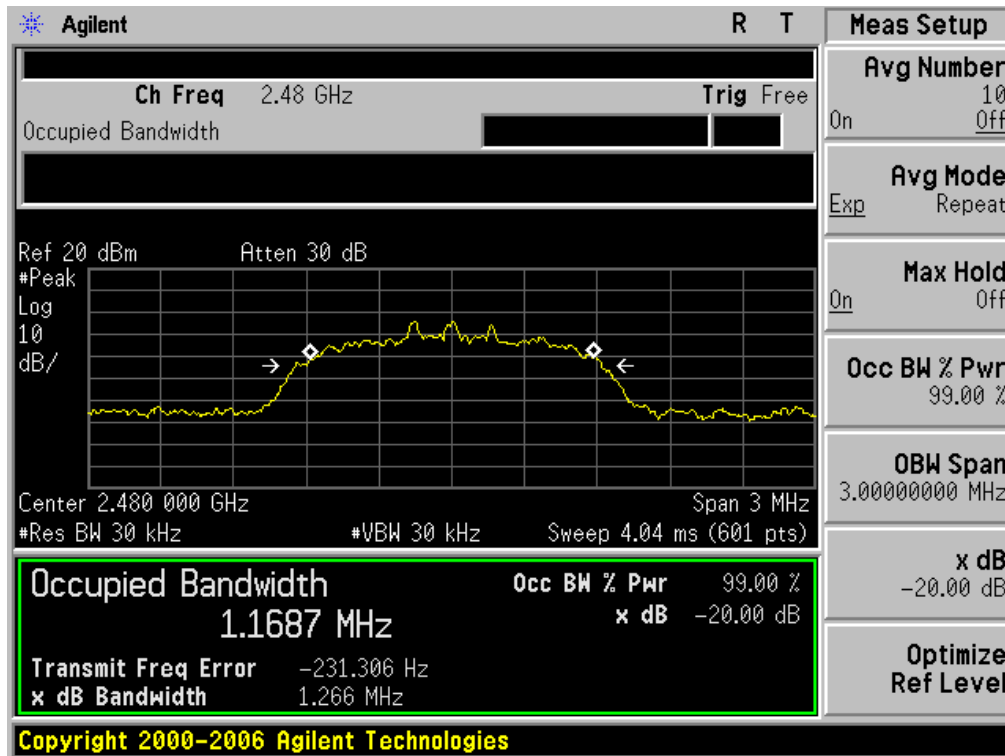 Agilent R T
Ch Freq 2.48 GHz Trig Free
Occupied Bandwidth
Ref 20 dBm Atten 30 dB
#Peak
Log
10
dB/
Center 2.480 000 GHz Span 3 MHz
#Res BW 30 kHz #VBW 30 kHz Sweep 4.04 ms (601 pts)
Occupied Bandwidth Occ BW % Pwr 99.00 %
1.1687 MHz x dB -20.00 dB
Transmit Freq Error -231.306 Hz
x dB Bandwidth 1.266 MHz
Copyright 2000-2006 Agilent Technologies
Meas Setup
Avg Number
10
On Off
Avg Mode
Exp Repeat
Max Hold
On Off
Occ BW % Pwr
99.00 %
OBW Span
3.00000000 MHz
x dB
-20.00 dB
Optimize
Ref Level